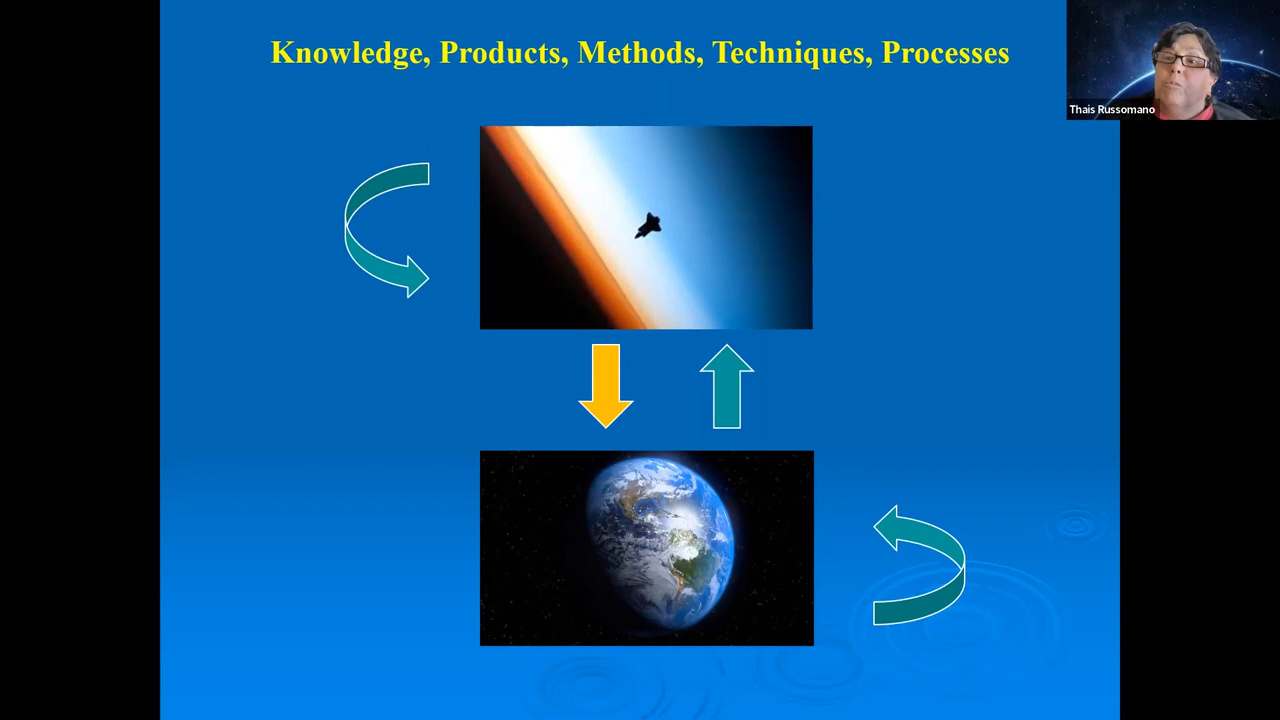 Knowledge, Products, Methods, Techniques, Processes
Thais Russomano